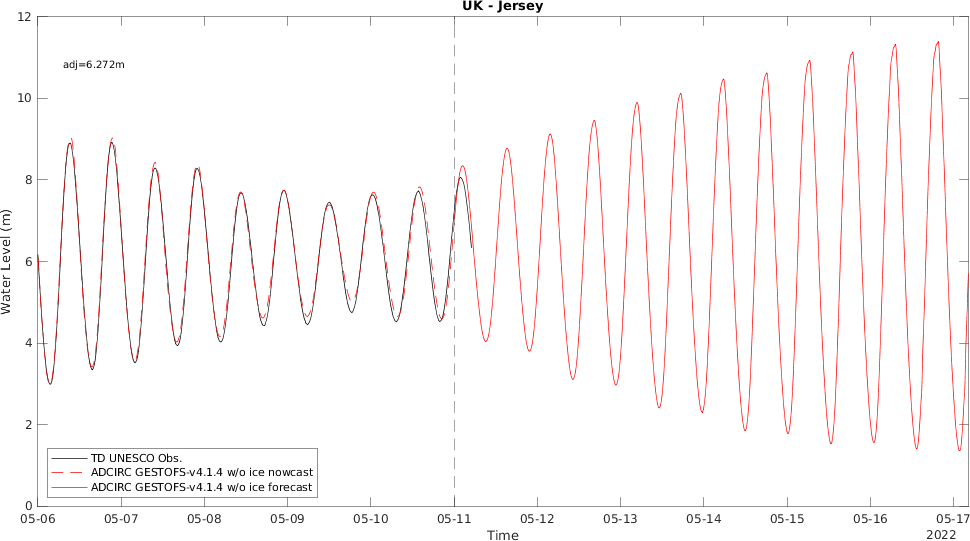 UK - Jersey
12
adj=6.272m
10
8
6
4
2
0
Water Level (m)
TD UNESCO Obs.
ADCIRC GESTOFS-v4.1.4 w/o ice nowcast
ADCIRC GESTOFS-v4.1.4 w/o ice forecast
05-06 05-07 05-08 05-09 05-10 05-11 05-12 05-13 05-14 05-15 05-16 05-17
Time
2022